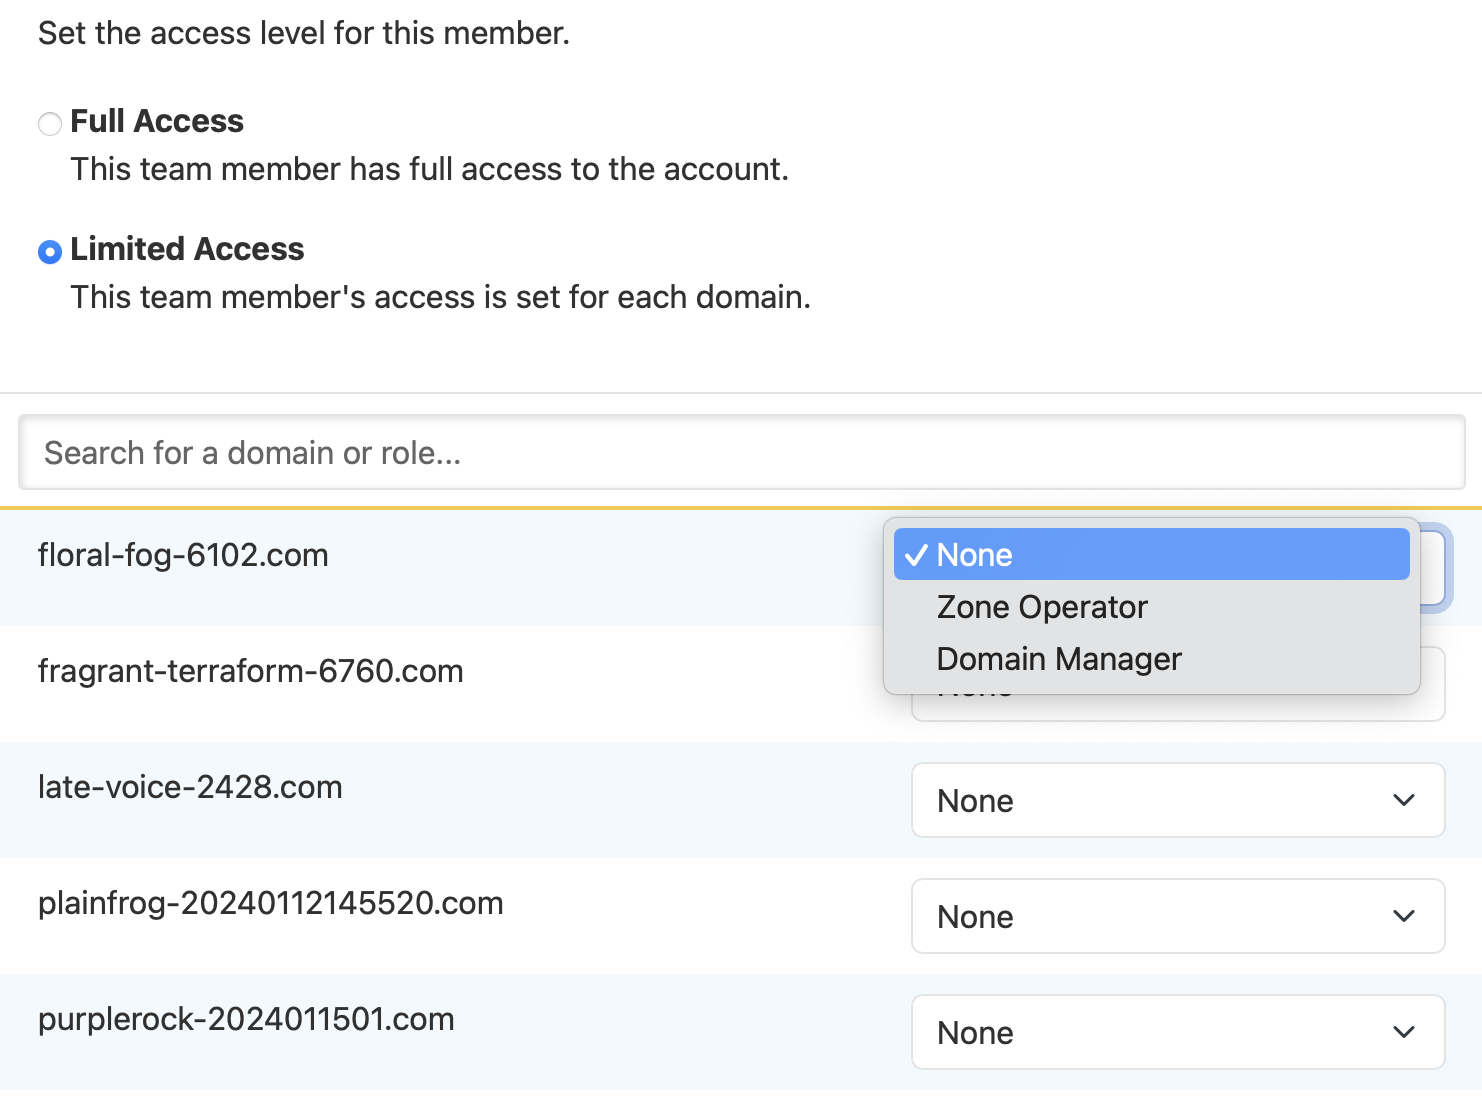 Set the access level for this member.
Full Access
This team member has full access to the account.
Limited Access
This team member's access is set for each domain.
Search for a domain or role...
floral-fog-6102.com
✓ None
Zone Operator
Domain Manager
fragrant-terraform-6760.com
late-voice-2428.com
None
plainfrog-20240112145520.com
None
purplerock-2024011501.com
None